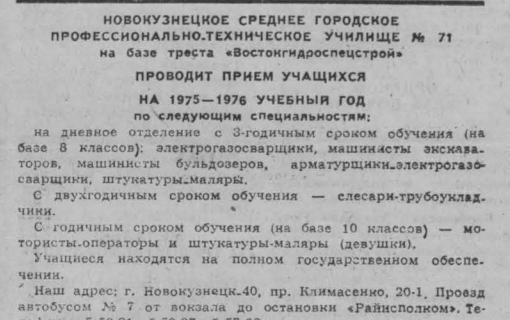 НОВОКУЗНЕЦКОЕ СРЕДНЕЕ ГОРОДСКОЕ
ПРОФЕССИОНАЛЬНО-ТЕХНИЧЕСКОЕ УЧИЛИЩЕ № 71
на базе треста «Востокгидроспецстрой»
ПРОВОДИТ ПРИЕМ УЧАЩИХСЯ
НА 1975—1976 УЧЕБНЫЙ ГОД
по следующим специальностям:
на дневное отделение с 3-годичным сроком обучения (на
базе 8 классов): электрогазосварщики, машинисты экскава-
торов, машинисты бульдозеров, арматурщики-электрогазо-
сварщики, штукатуры-маляры.
С двухгодичным сроком обучения — слесари-трубоуклад-
чики.
С годичным сроком обучения (на базе 10 классов) — мо-
тористы-операторы и штукатуры-маляры (девушки).
Учащиеся находятся на полном государственном обеспе-
чении.
Наш адрес: г. Новокузнецк-40, пр. Климасенко, 20-1. Проезд
автобусом № 7 от вокзала до остановки «Райисполком». Те-